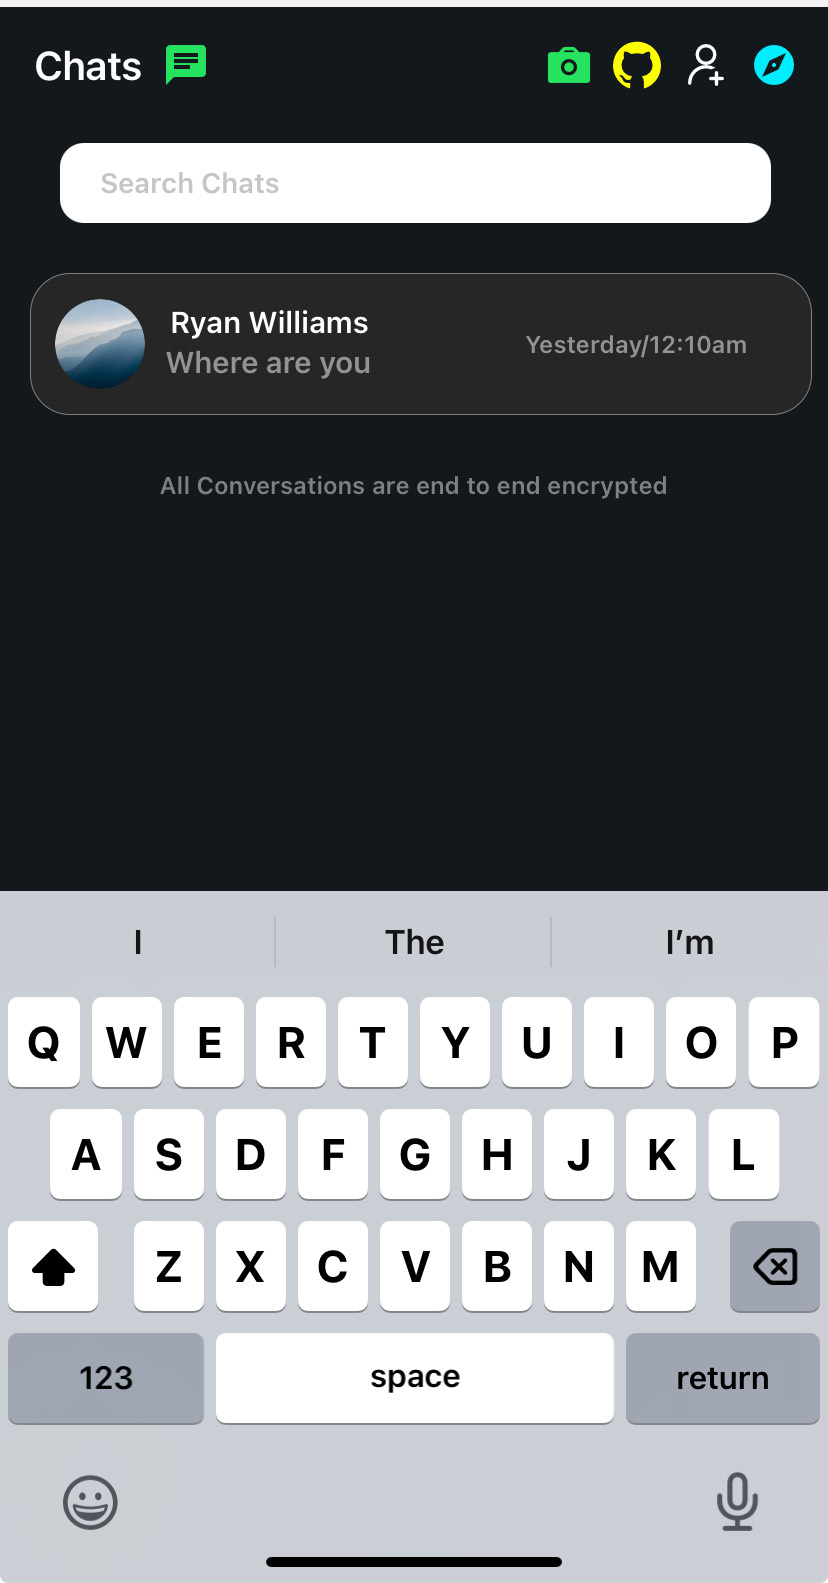 Chats
Search Chats
Ryan Williams
Where are you
Yesterday/12:10am
All Conversations are end to end encrypted
I The I’m
Q W E R T Y U I O P
A S D F G H J K L
Z X C V B N M
123 space return